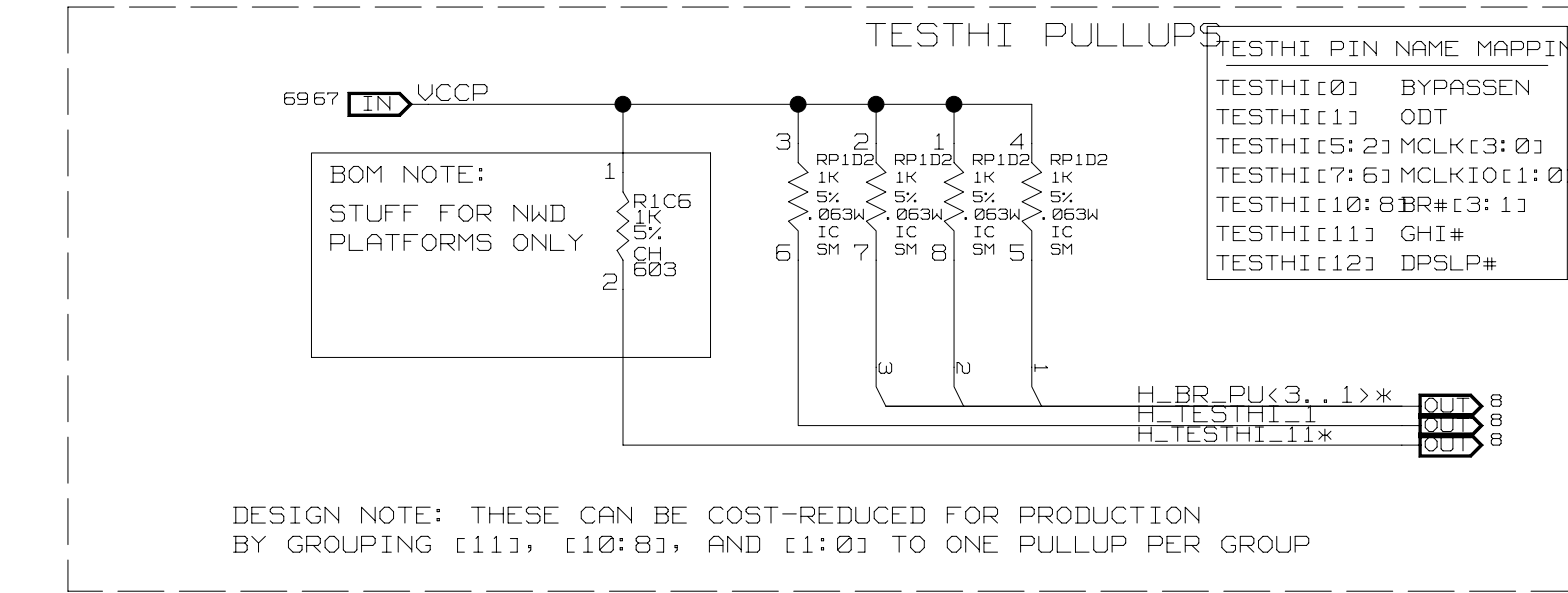 TESTHI PULLUPS
TESTHI PIN NAME MAPPIN
TESTHI[0] BYPASSEN
TESTHI[1] ODT
TESTHI[5:2] MCLK[3:0]
TESTHI[7:6] MCLKIO[1:0
TESTHI[10:8] BR#[3:1]
TESTHI[11] GHI#
TESTHI[12] DPSLP#
6967 IN VCCP
BOM NOTE:
STUFF FOR NWD
PLATFORMS ONLY
1
R1C6
1K
5%
CH
603
2
3
RP1D2
1K
5%
.063W
IC
SM
6
2
RP1D2
1K
5%
.063W
IC
SM
7
1
RP1D2
1K
5%
.063W
IC
SM
8
4
RP1D2
1K
5%
.063W
IC
SM
5
3
2
1
H_BR_PU<3..1>* OUT 8
H_TESTHI_1 OUT 8
H_TESTHI_11* OUT 8
DESIGN NOTE: THESE CAN BE COST-REDUCED FOR PRODUCTION
BY GROUPING [11], [10:8], AND [1:0] TO ONE PULLUP PER GROUP